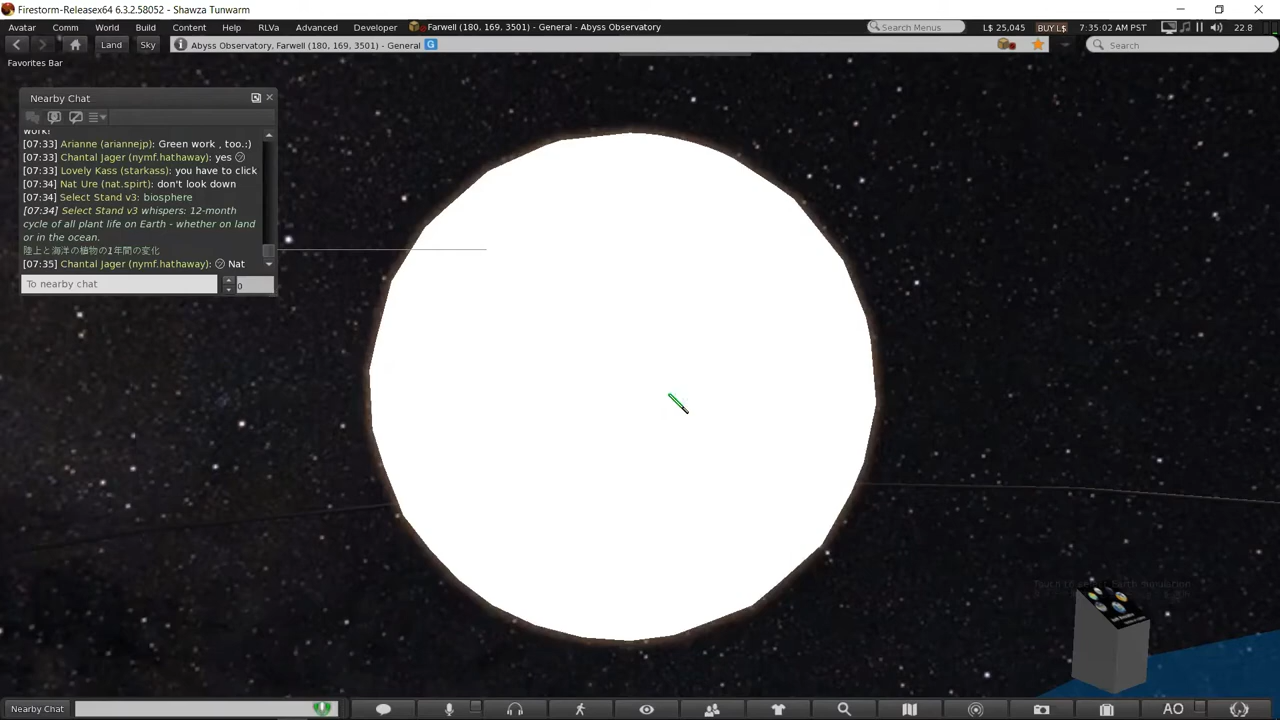 Firestorm-Releasex64 6.3.2.58052 - Shawza Tunwarm
Avatar Comm World Build Content Help RLVa Advanced Developer Farwell (180, 169, 3501) - General - Abyss Observatory Search Menus L$ 25,045 BUY L$ 7:35:02 AM PST 22.8
Land Sky Abyss Observatory, Farwell (180, 169, 3501) - General G Search
Favorites Bar
Nearby Chat
work!
[07:33] Arianne (ariannejp): Green work , too.:)
[07:33] Chantal Jager (nymf.hathaway): yes
[07:33] Lovely Kass (starkass): you have to click
[07:34] Nat Ure (nat.spirt): don't look down
[07:34] Select Stand v3: biosphere
[07:34] Select Stand v3 whispers: 12-month
cycle of all plant life on Earth - whether on land
or in the ocean.
陸上と海洋の植物の1年間の変化
[07:35] Chantal Jager (nymf.hathaway): Nat
To nearby chat 0
Nearby Chat AO